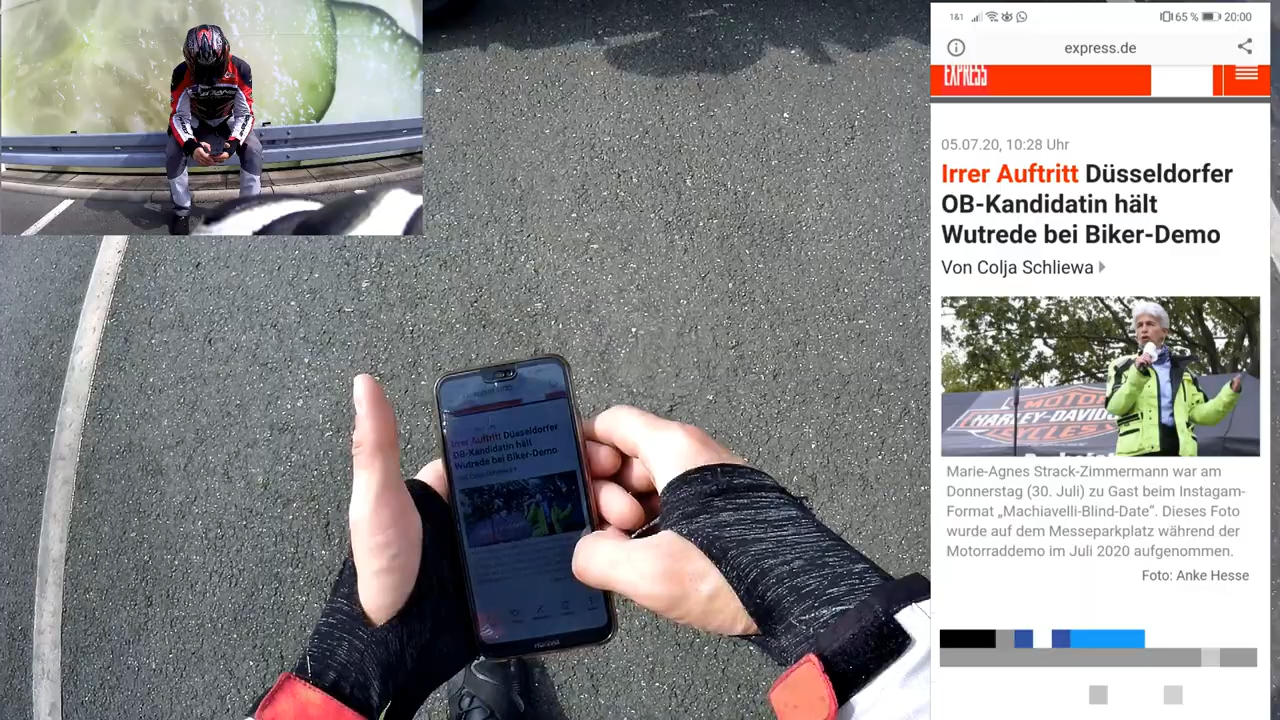 1&1
65 %
20:00
express.de
EXPRESS
05.07.20, 10:28 Uhr
Irrer Auftritt Düsseldorfer
OB-Kandidatin hält
Wutrede bei Biker-Demo
Von Colja Schliewa
MOTOR
HARLEY-DAVIDS
CYCLES
Marie-Agnes Strack-Zimmermann war am
Donnerstag (30. Juli) zu Gast beim Instagam-
Format „Machiavelli-Blind-Date“. Dieses Foto
wurde auf dem Messeparkplatz während der
Motorraddemo im Juli 2020 aufgenommen.
Foto: Anke Hesse
Irrer Auftritt Düsseldorfer
OB-Kandidatin hält
Wutrede bei Biker-Demo